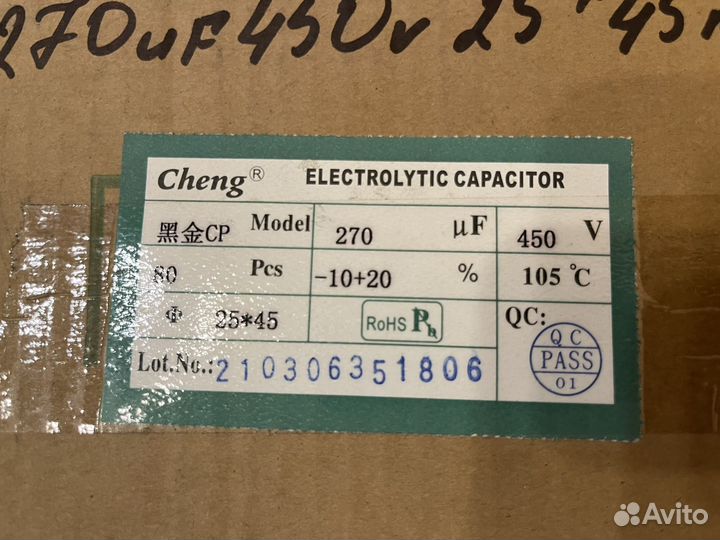 270uF 450v 25*45
Cheng® ELECTROLYTIC CAPACITOR
黑金CP Model 270 μF 450 V
80 Pcs -10+20 % 105 ℃
Φ 25*45 RoHS Pb QC:
QC PASS 01
Lot.No.: 210306351806
Avito